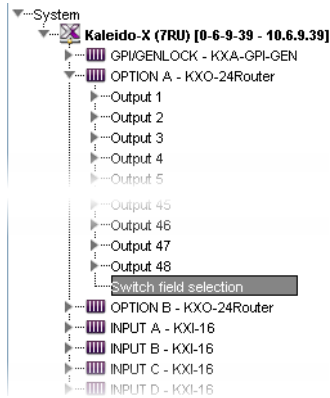 System
Kaleido-X (7RU) [0-6-9-39 - 10.6.9.39]
GPI/GENLOCK - KXA-GPI-GEN
OPTION A - KXO-24Router
Output 1
Output 2
Output 3
Output 4
Output 5
Output 45
Output 46
Output 47
Output 48
Switch field selection
OPTION B - KXO-24Router
INPUT A - KXI-16
INPUT B - KXI-16
INPUT C - KXI-16
INPUT D - KXI-16